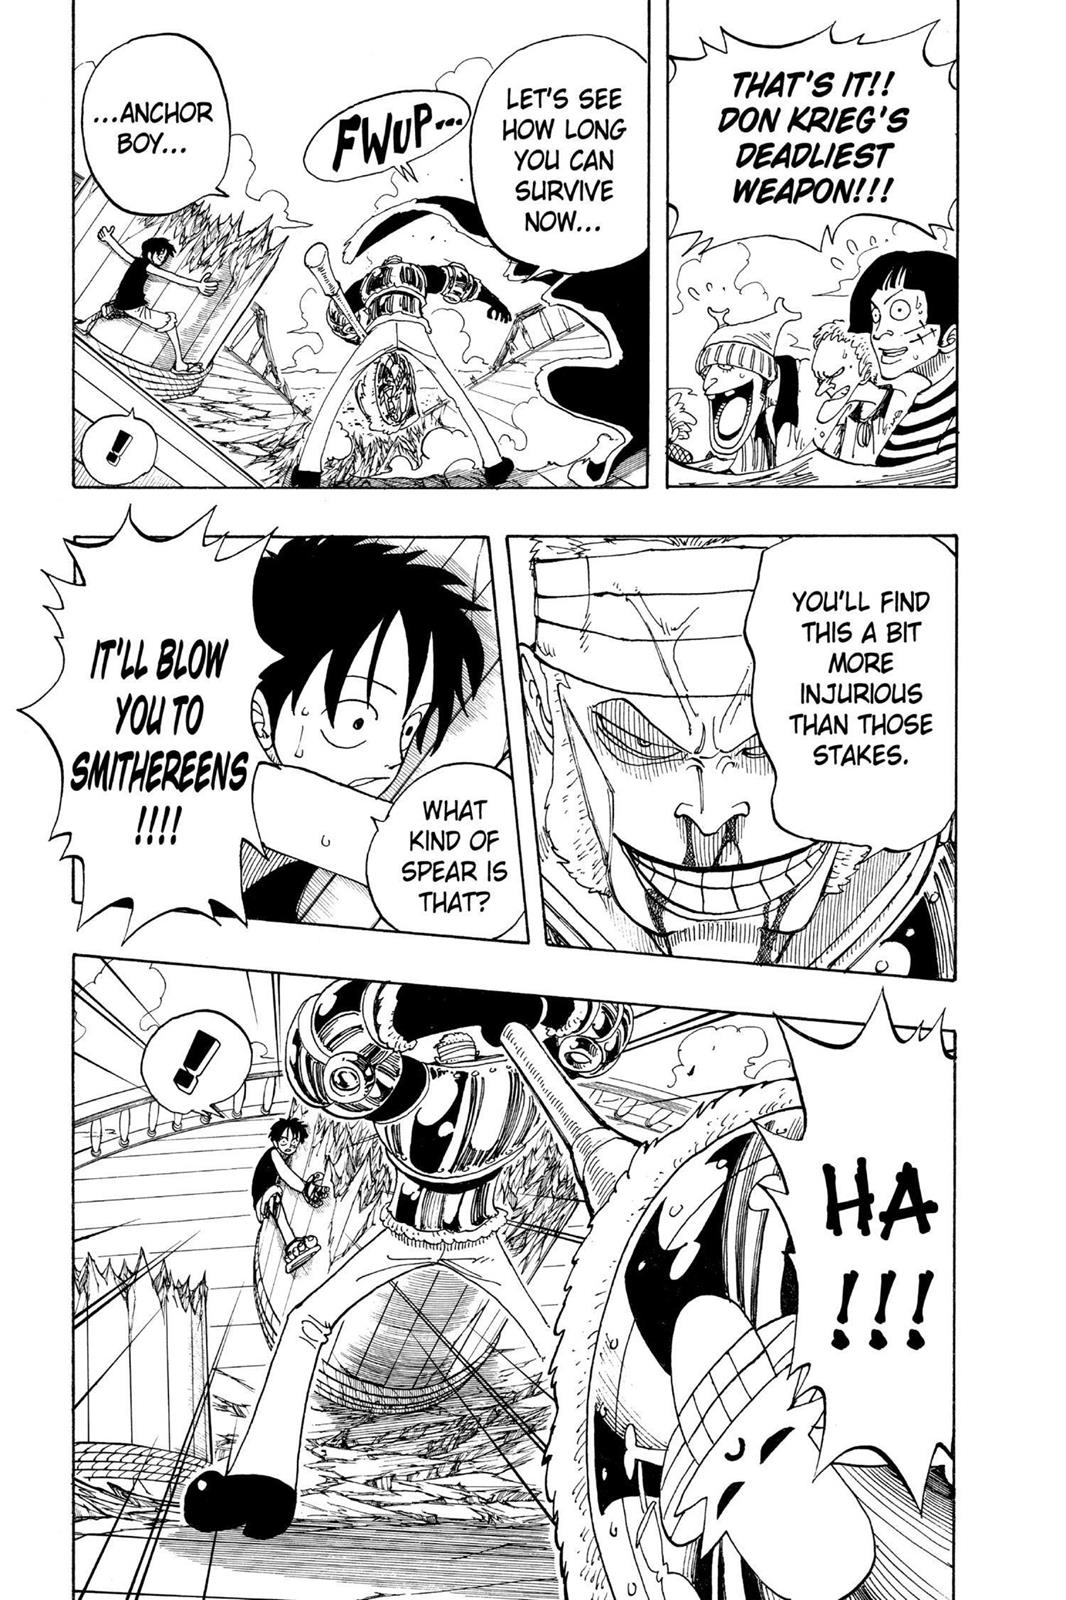 THAT'S IT!!
DON KRIEG'S
DEADLIEST
WEAPON!!!
LET'S SEE
HOW LONG
YOU CAN
SURVIVE
NOW...
FWUP...
...ANCHOR
BOY...
!
YOU'LL FIND
THIS A BIT
MORE
INJURIOUS
THAN THOSE
STAKES.
WHAT
KIND OF
SPEAR IS
THAT?
IT'LL BLOW
YOU TO
SMITHEREENS
!!!!
HA
!!!
!